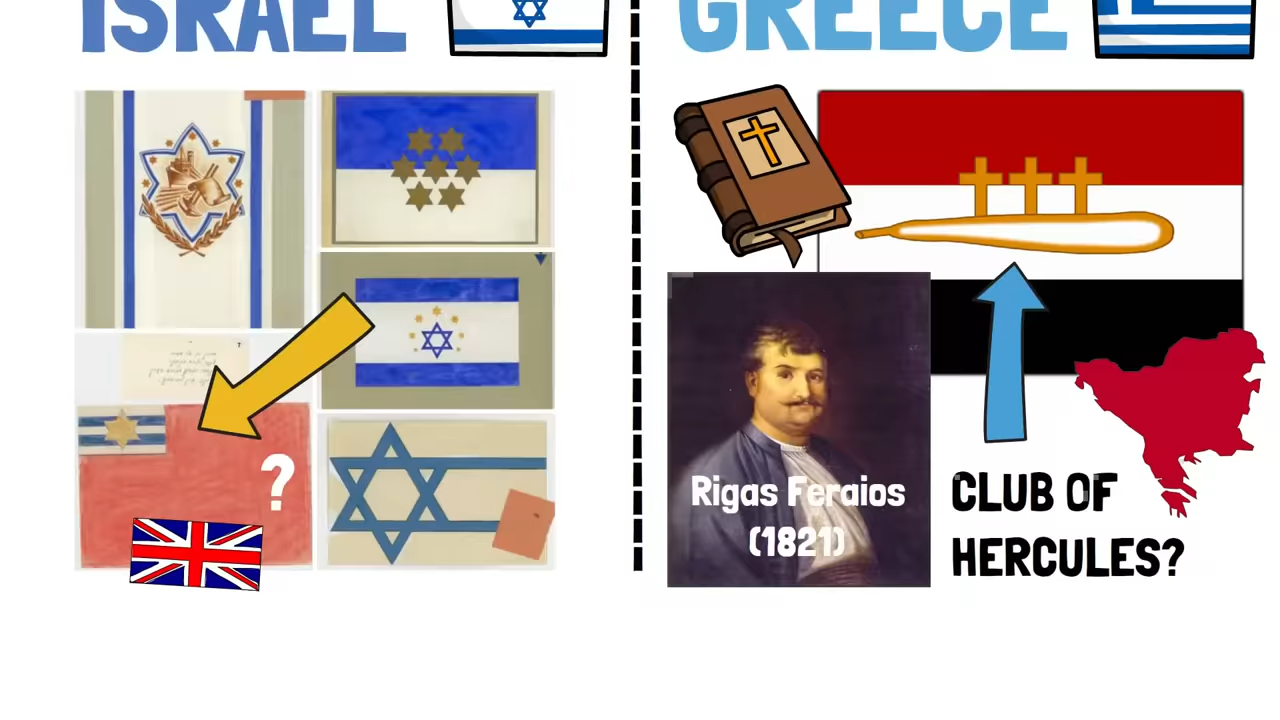 ISRAEL
GREECE
?
Rigas Feraios
(1821)
CLUB OF
HERCULES?